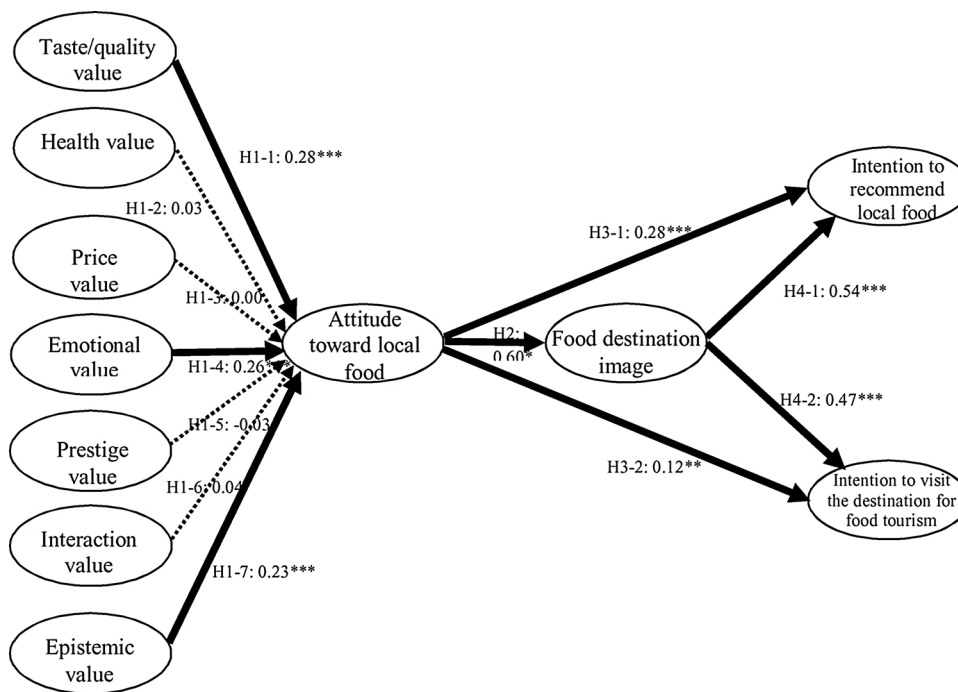 Taste/quality
value
Health value
Price
value
Emotional
value
Prestige
value
Interaction
value
Epistemic
value
H1-1: 0.28***
H1-2: 0.03
H1-3: 0.00
H1-4: 0.26***
H1-5: -0.03
H1-6: 0.04
H1-7: 0.23***
Attitude
toward local
food
H3-1: 0.28***
H2:
0.60*
H3-2: 0.12**
Food destination
image
H4-1: 0.54***
H4-2: 0.47***
Intention to
recommend
local food
Intention to visit
the destination for
food tourism